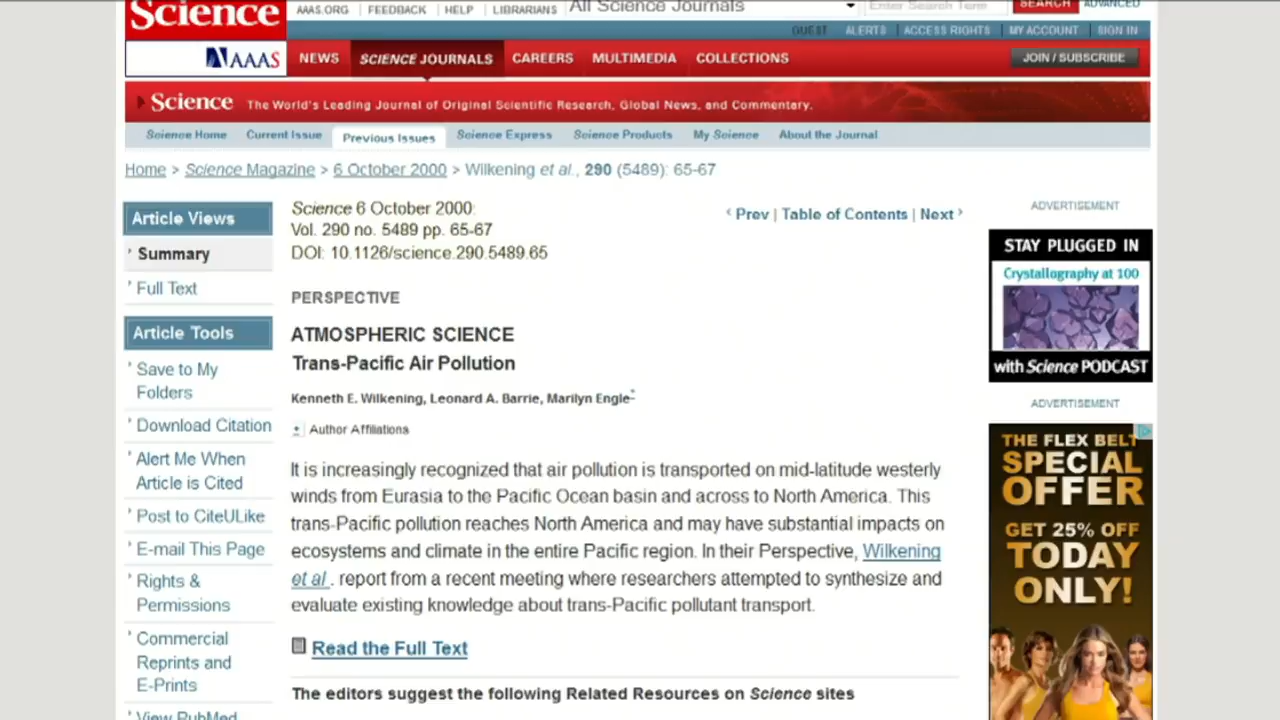 Science
AAAS.ORG | FEEDBACK | HELP | LIBRARIANS
All Science Journals
Enter Search Term
SEARCH
ADVANCED
GUEST
ALERTS | ACCESS RIGHTS | MY ACCOUNT | SIGN IN
AAAS
NEWS
SCIENCE JOURNALS
CAREERS
MULTIMEDIA
COLLECTIONS
JOIN / SUBSCRIBE
Science The World's Leading Journal of Original Scientific Research, Global News, and Commentary.
Science Home
Current Issue
Previous Issues
Science Express
Science Products
My Science
About the Journal
Home > Science Magazine > 6 October 2000 > Wilkening et al., 290 (5489): 65-67
Article Views
Summary
Full Text
Article Tools
Save to My
Folders
Download Citation
Alert Me When
Article is Cited
Post to CiteULike
E-mail This Page
Rights &
Permissions
Commercial
Reprints and
E-Prints
View PubMed
Science 6 October 2000:
Vol. 290 no. 5489 pp. 65-67
DOI: 10.1126/science.290.5489.65
‹ Prev | Table of Contents | Next ›
PERSPECTIVE
ATMOSPHERIC SCIENCE
Trans-Pacific Air Pollution
Kenneth E. Wilkening, Leonard A. Barrie, Marilyn Engle*
+ Author Affiliations
It is increasingly recognized that air pollution is transported on mid-latitude westerly
winds from Eurasia to the Pacific Ocean basin and across to North America. This
trans-Pacific pollution reaches North America and may have substantial impacts on
ecosystems and climate in the entire Pacific region. In their Perspective, Wilkening
et al. report from a recent meeting where researchers attempted to synthesize and
evaluate existing knowledge about trans-Pacific pollutant transport.
Read the Full Text
The editors suggest the following Related Resources on Science sites
ADVERTISEMENT
STAY PLUGGED IN
Crystallography at 100
with Science PODCAST
ADVERTISEMENT
THE FLEX BELT
SPECIAL
OFFER
GET 25% OFF
TODAY
ONLY!